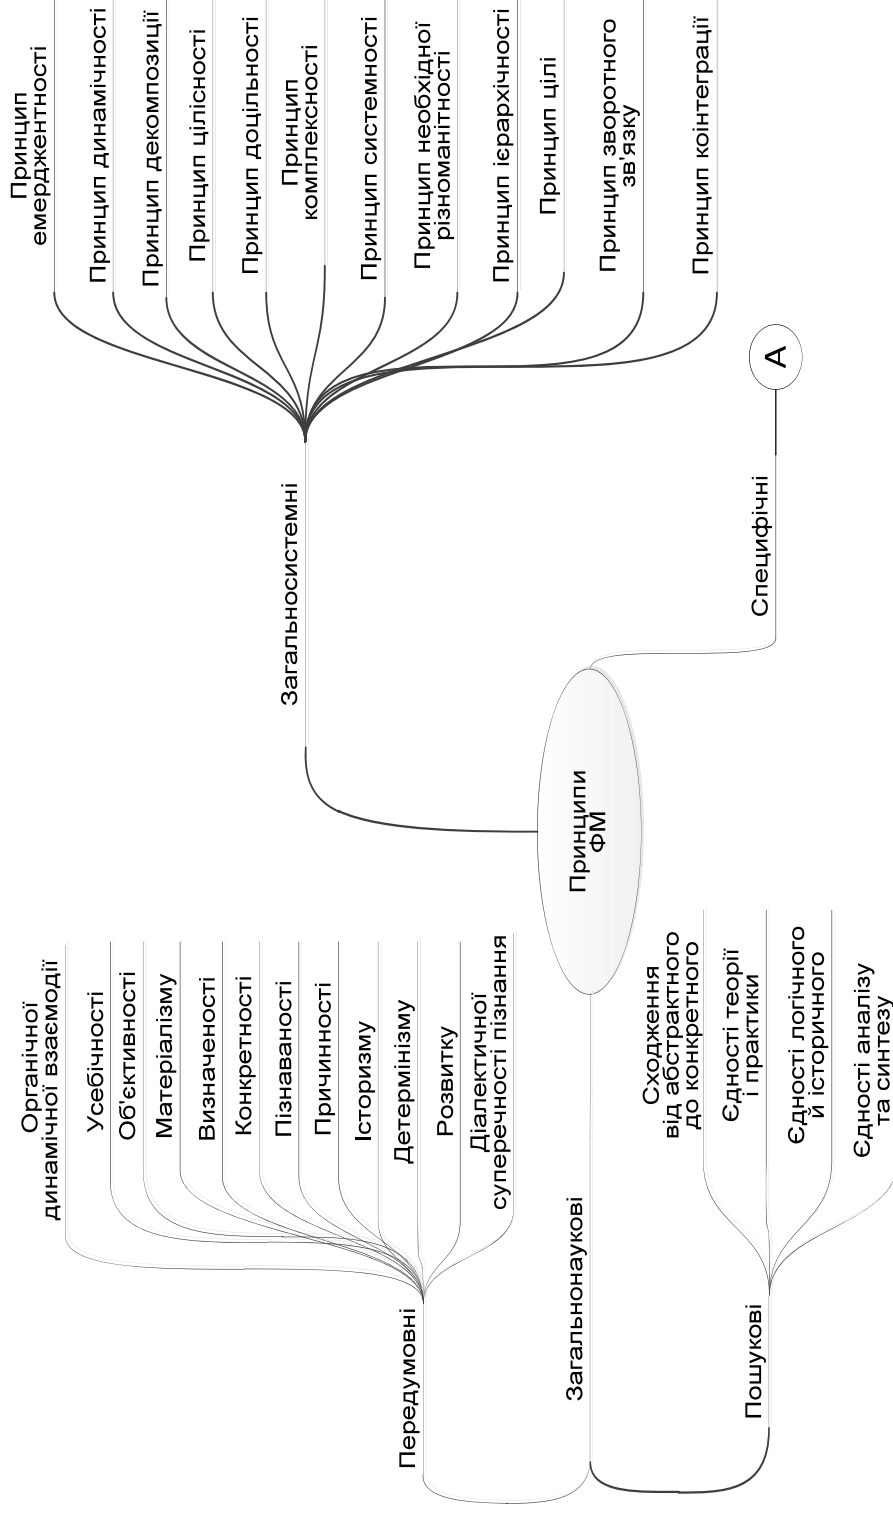 Принцип
емерджентності
Принцип динамічності
Принцип декомпозиції
Принцип цілісності
Принцип доцільності
Принцип
комплексності
Принцип системності
Принцип необхідної
різноманітності
Принцип ієрархічності
Принцип цілі
Принцип зворотного
зв'язку
Принцип коінтеграції
Загальносистемні
А
Специфічні
Принципи
ФМ
Органічної
динамічної взаємодії
Усебічності
Об'єктивності
Матеріалізму
Визначеності
Конкретності
Пізнаваності
Причинності
Історизму
Детермінізму
Розвитку
Діалектичної
суперечності пізнання
Передумовні
Загальнонаукові
Сходження
від абстрактного
до конкретного
Єдності теорії
і практики
Єдності логічного
й історичного
Єдності аналізу
та синтезу
Пошукові